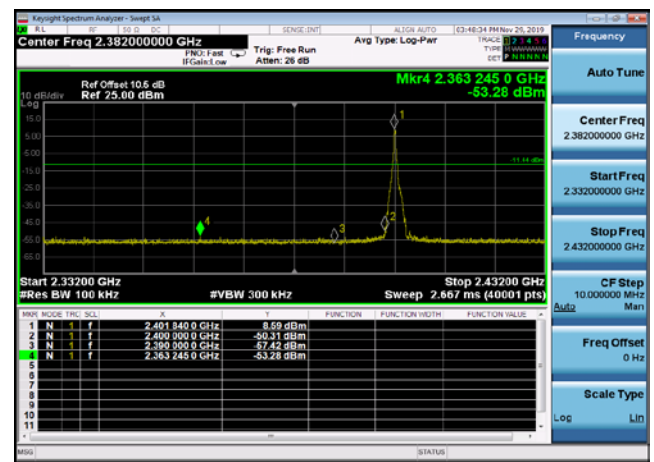 Keysight Spectrum Analyzer - Swept SA
RL RF 50 Ω DC SENSE:INT ALIGN AUTO 03:48:34 PM Nov 29, 2019
Center Freq 2.382000000 GHz
PNO: Fast
IFGain:Low
Trig: Free Run
Atten: 26 dB
Avg Type: Log-Pwr
TRACE 1 2 3 4 5 6
TYPE MWWWWW
DET P N N N N N
Frequency
Ref Offset 10.6 dB
Ref 25.00 dBm
10 dB/div
Log
Mkr4 2.363 245 0 GHz
-53.28 dBm
Auto Tune
15.0
5.00
-5.00
-15.0
-25.0
-35.0
-45.0
-55.0
-65.0
1
-11.44 dBm
4
3
2
Center Freq
2.382000000 GHz
Start Freq
2.332000000 GHz
Stop Freq
2.432000000 GHz
Start 2.33200 GHz
#Res BW 100 kHz
#VBW 300 kHz
Stop 2.43200 GHz
Sweep 2.667 ms (40001 pts)
CF Step
10.000000 MHz
Auto Man
MKR MODE TRC SCL X Y FUNCTION FUNCTION WIDTH FUNCTION VALUE
1 N 1 f 2.401 840 0 GHz 8.59 dBm
2 N 1 f 2.400 000 0 GHz -50.31 dBm
3 N 1 f 2.390 000 0 GHz -57.42 dBm
4 N 1 f 2.363 245 0 GHz -53.28 dBm
5
6
7
8
9
10
11
Freq Offset
0 Hz
Scale Type
Log Lin
MSG STATUS